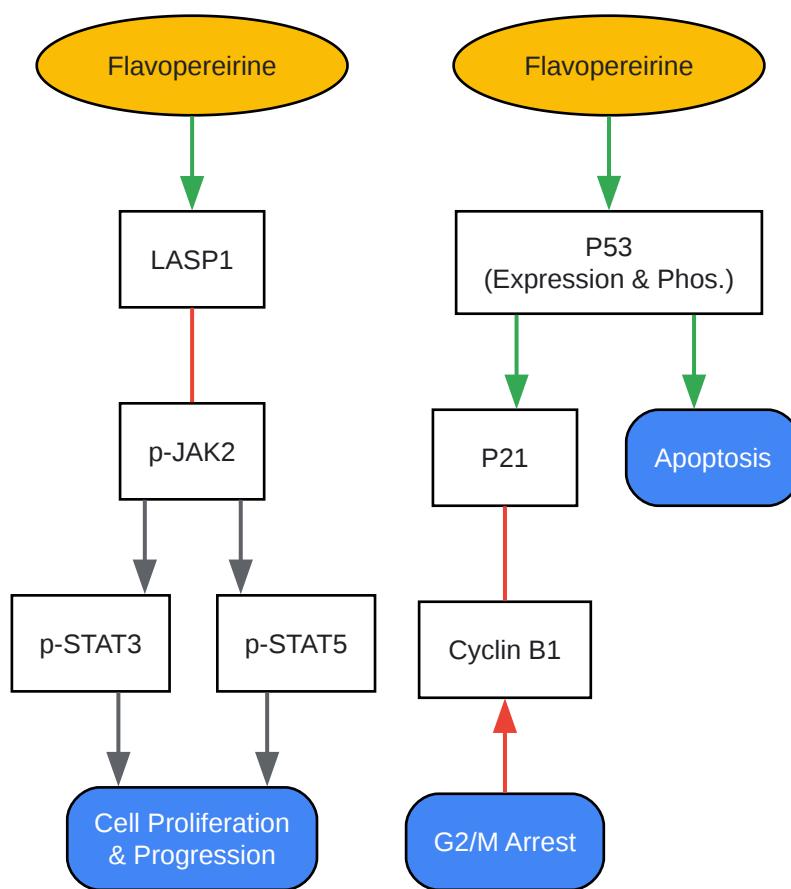 Flavopereirine
LASP1
p-JAK2
p-STAT3
p-STAT5
Cell Proliferation
& Progression
Flavopereirine
P53
(Expression & Phos.)
P21
Apoptosis
Cyclin B1
G2/M Arrest